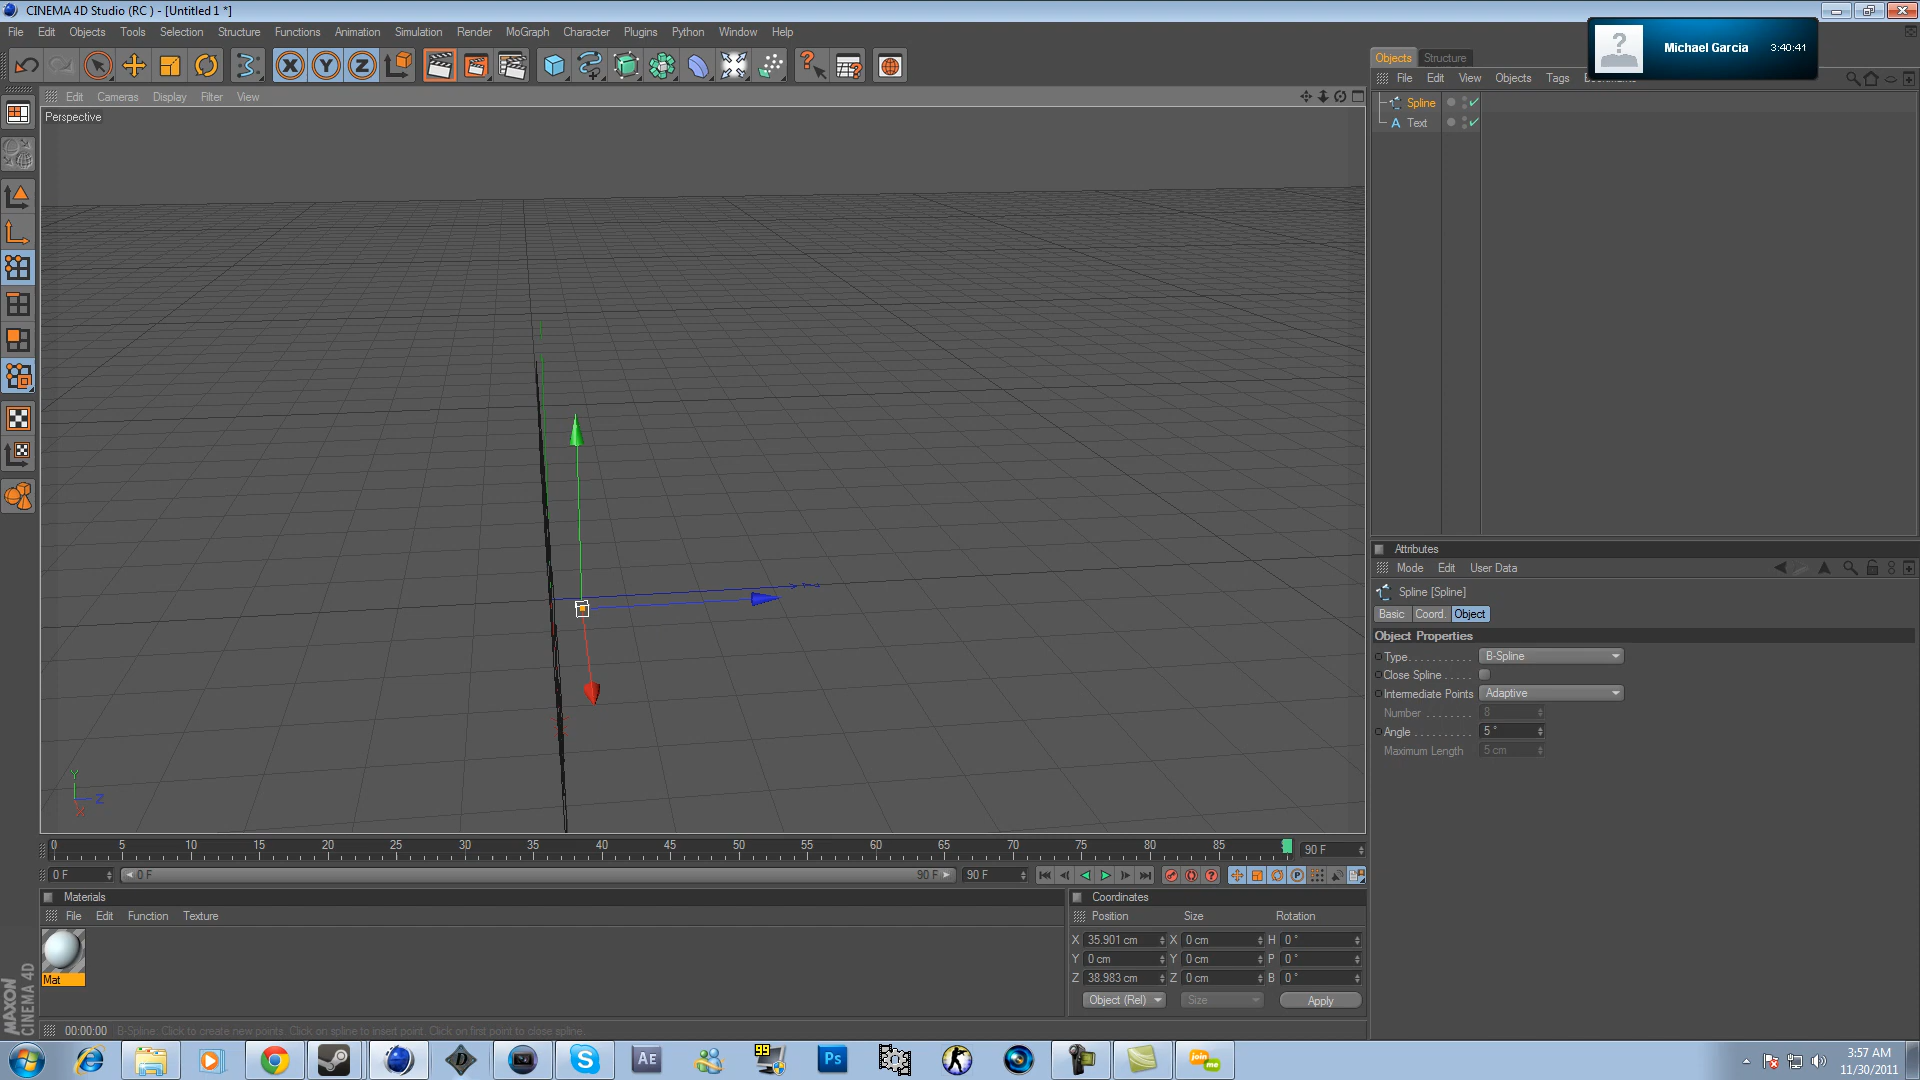 CINEMA 4D Studio (RC ) - [Untitled 1 *]
File Edit Objects Tools Selection Structure Functions Animation Simulation Render MoGraph Character Plugins Python Window Help
Michael Garcia 3:40:41
Objects Structure
File Edit View Objects Tags
Edit Cameras Display Filter View
Perspective
Spline
Text
Y
Z
X
Attributes
Mode Edit User Data
Spline [Spline]
Basic Coord. Object
Object Properties
Type B-Spline
Close Spline
Intermediate Points Adaptive
Number 8
Angle 5 °
Maximum Length 5 cm
0 5 10 15 20 25 30 35 40 45 50 55 60 65 70 75 80 85 90 F
0 F 0 F 90 F 90 F
Materials
File Edit Function Texture
Mat
Coordinates
Position Size Rotation
X 35.901 cm X 0 cm H 0 °
Y 0 cm Y 0 cm P 0 °
Z 38.983 cm Z 0 cm B 0 °
Object (Rel) Size Apply
MAXON
CINEMA 4D
00:00:00 B-Spline: Click to create new points. Click on spline to insert point. Click on first point to close spline.
Ae 99 Ps join me
3:57 AM
11/30/2011